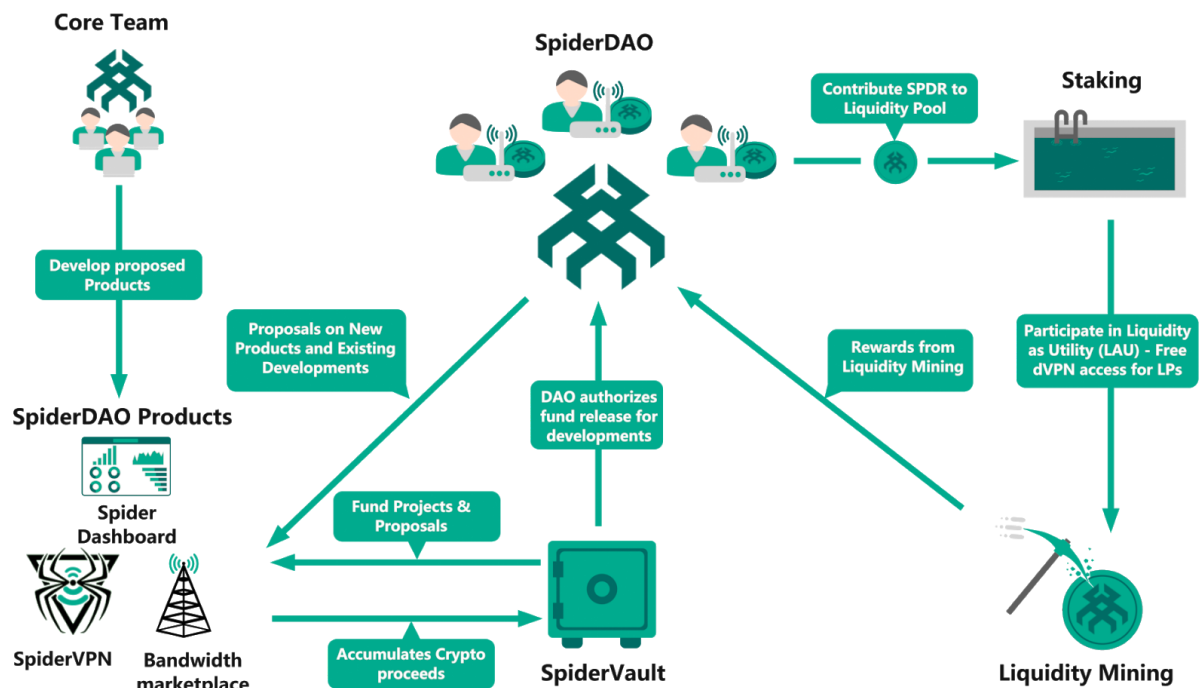 Core Team
SpiderDAO
Contribute SPDR to
Liquidity Pool
Staking
Develop proposed
Products
Proposals on New
Products and Existing
Developments
DAO authorizes
fund release for
developments
Rewards from
Liquidity Mining
Participate in Liquidity
as Utility (LAU) - Free
dVPN access for LPs
SpiderDAO Products
Spider
Dashboard
Fund Projects &
Proposals
SpiderVPN
Bandwidth
marketplace
Accumulates Crypto
proceeds
SpiderVault
Liquidity Mining